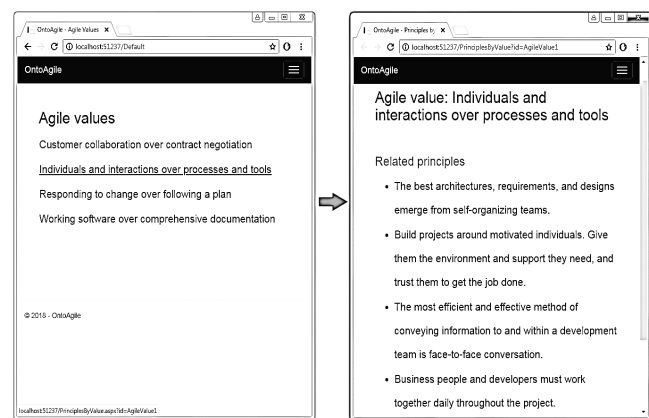 OntoAgile - Agile Values
localhost:51237/Default
OntoAgile
Agile values
Customer collaboration over contract negotiation
Individuals and interactions over processes and tools
Responding to change over following a plan
Working software over comprehensive documentation
© 2018 - OntoAgile
localhost:51237/PrinciplesByValue.aspx?id=AgileValue1
OntoAgile - Principles by
localhost:51237/PrinciplesByValue?id=AgileValue1
OntoAgile
Agile value: Individuals and
interactions over processes and tools
Related principles
• The best architectures, requirements, and designs
emerge from self-organizing teams.
• Build projects around motivated individuals. Give
them the environment and support they need, and
trust them to get the job done.
• The most efficient and effective method of
conveying information to and within a development
team is face-to-face conversation.
• Business people and developers must work
together daily throughout the project.